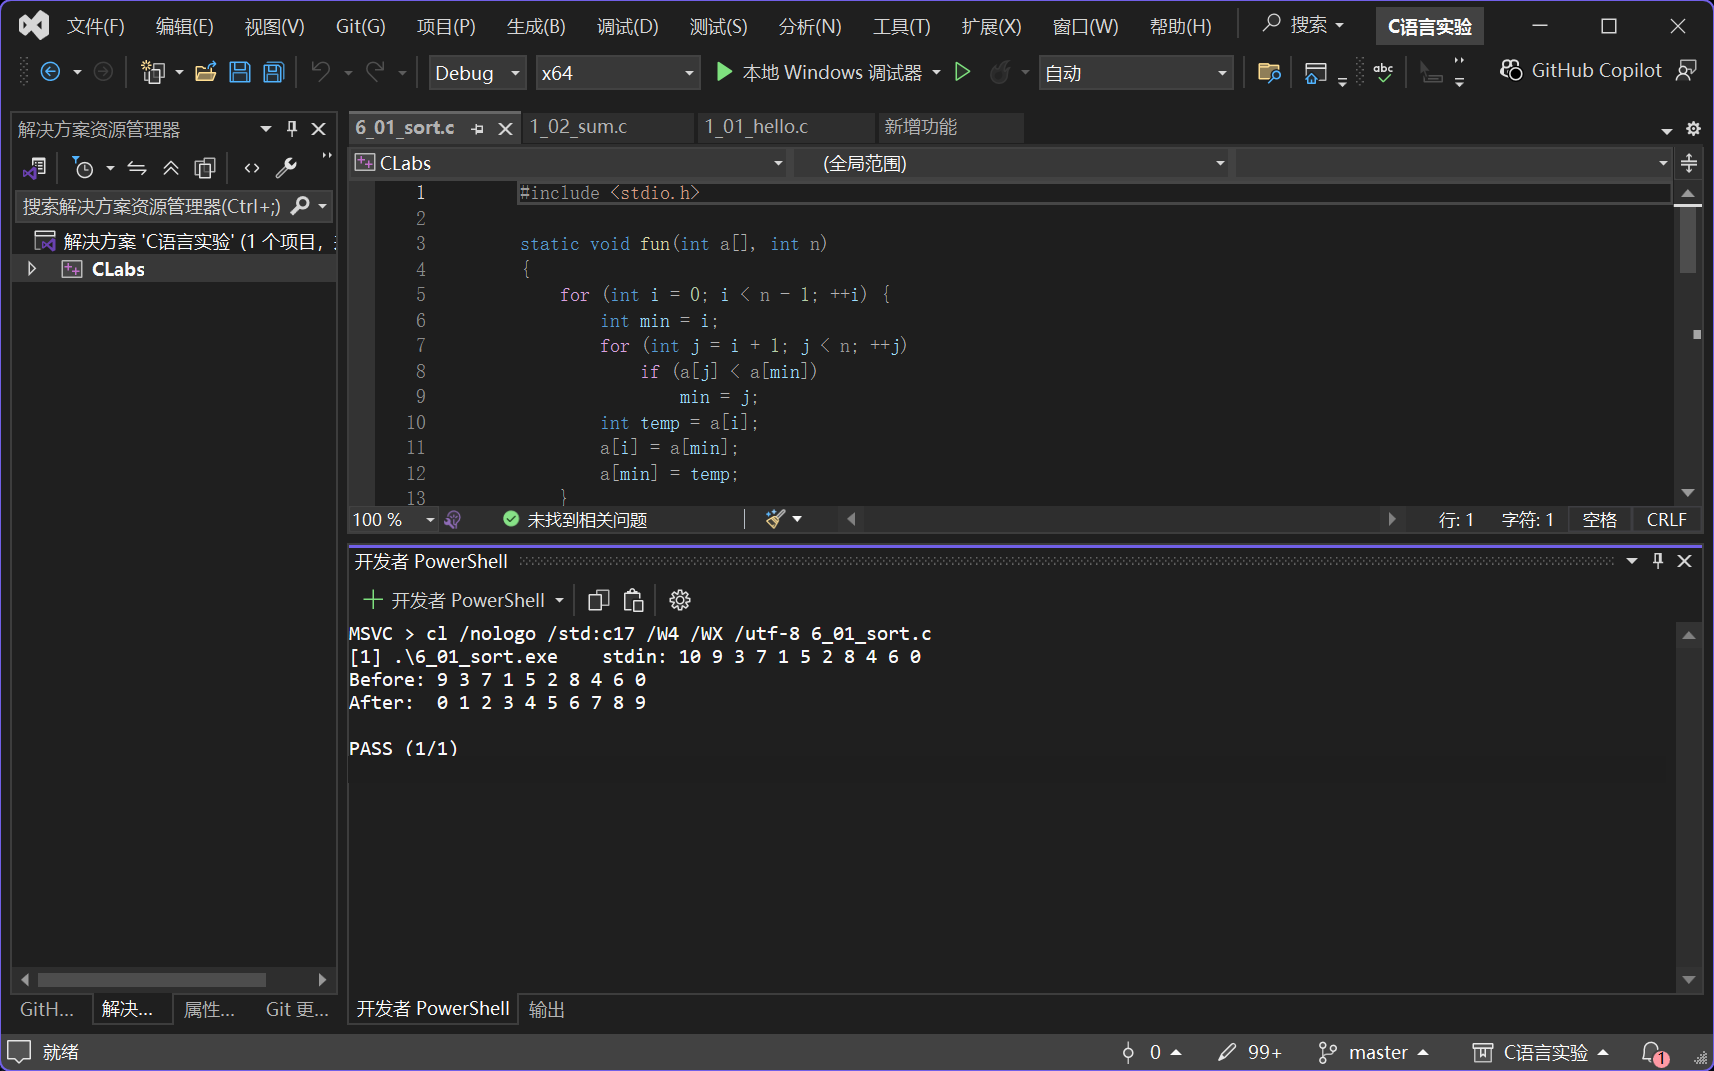 文件(F) 编辑(E) 视图(V) Git(G) 项目(P) 生成(B) 调试(D) 测试(S) 分析(N) 工具(T) 扩展(X) 窗口(W) 帮助(H) 搜索 C语言实验
Debug x64 本地 Windows 调试器 自动 abc GitHub Copilot
解决方案资源管理器
搜索解决方案资源管理器(Ctrl+;)
解决方案 'C语言实验' (1 个项目,
CLabs
6_01_sort.c 1_02_sum.c 1_01_hello.c 新增功能
CLabs (全局范围)
1 #include <stdio.h>
2
3 static void fun(int a[], int n)
4 {
5 for (int i = 0; i < n - 1; ++i) {
6 int min = i;
7 for (int j = i + 1; j < n; ++j)
8 if (a[j] < a[min])
9 min = j;
10 int temp = a[i];
11 a[i] = a[min];
12 a[min] = temp;
13 }
100 % 未找到相关问题 行: 1 字符: 1 空格 CRLF
开发者 PowerShell
开发者 PowerShell
MSVC > cl /nologo /std:c17 /W4 /WX /utf-8 6_01_sort.c
[1] .\6_01_sort.exe stdin: 10 9 3 7 1 5 2 8 4 6 0
Before: 9 3 7 1 5 2 8 4 6 0
After: 0 1 2 3 4 5 6 7 8 9
PASS (1/1)
GitH... 解决... 属性... Git 更...
开发者 PowerShell 输出
就绪 0 99+ master C语言实验 1